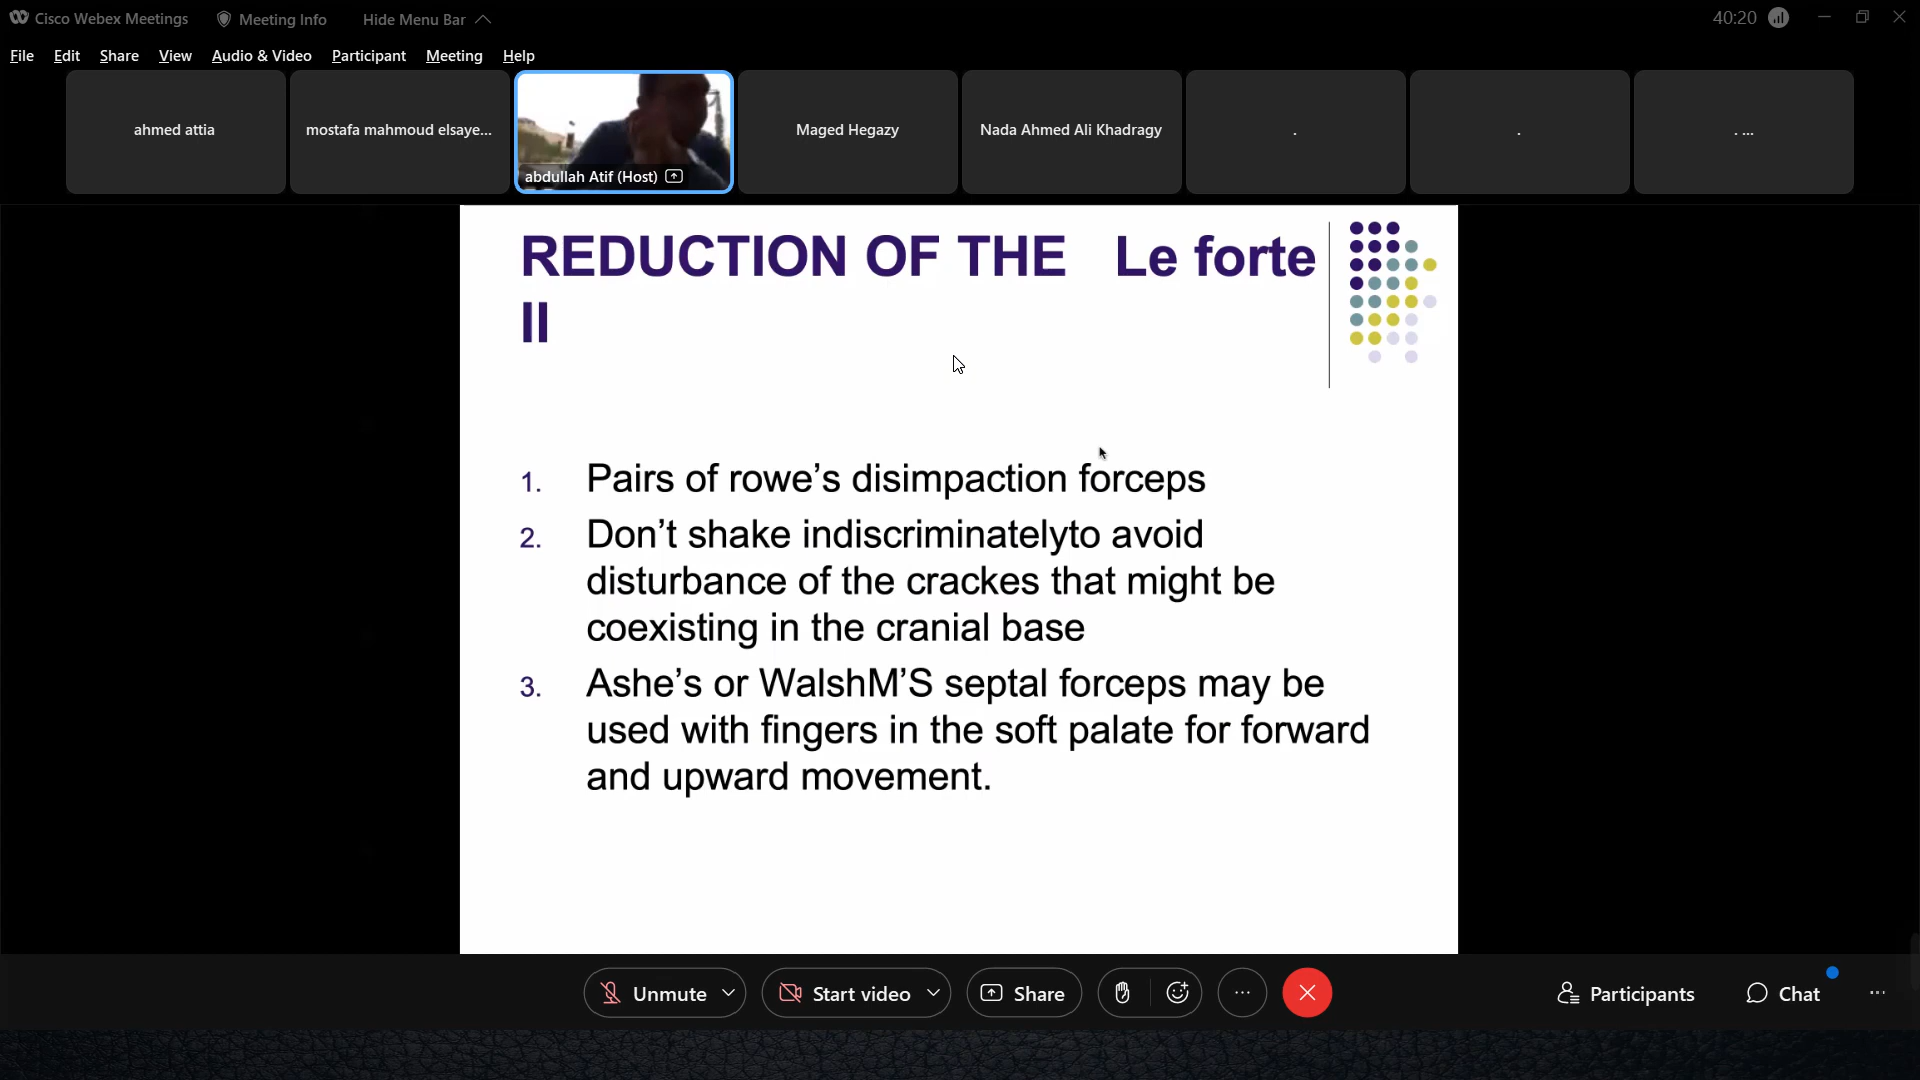 Cisco Webex Meetings Meeting Info Hide Menu Bar 40:20
File Edit Share View Audio & Video Participant Meeting Help
ahmed attia
mostafa mahmoud elsaye...
abdullah Atif (Host)
Maged Hegazy
Nada Ahmed Ali Khadragy
.
.
. ...
REDUCTION OF THE Le forte
II
1. Pairs of rowe's disimpaction forceps
2. Don't shake indiscriminatelyto avoid
disturbance of the crackes that might be
coexisting in the cranial base
3. Ashe's or WalshM'S septal forceps may be
used with fingers in the soft palate for forward
and upward movement.
Unmute Start video Share Participants Chat